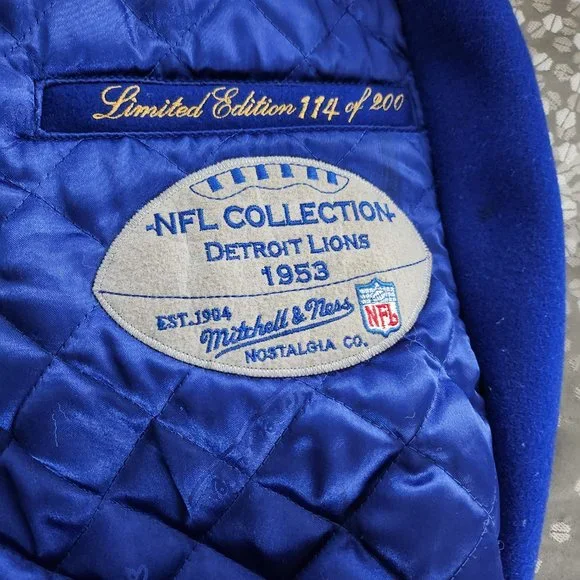 Limited Edition 114 of 200
-NFL COLLECTION-
DETROIT LIONS
1953
EST. 1904
Mitchell & Ness
NFL
NOSTALGIA CO.